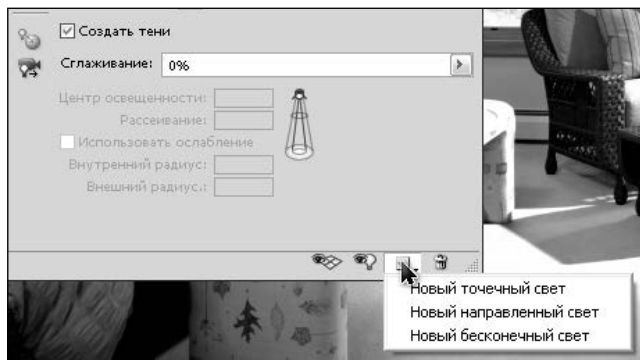 Создать тени
Сглаживание: 0%
Центр освещенности:
Рассеивание:
Использовать ослабление
Внутренний радиус:
Внешний радиус.:
Новый точечный свет
Новый направленный свет
Новый бесконечный свет